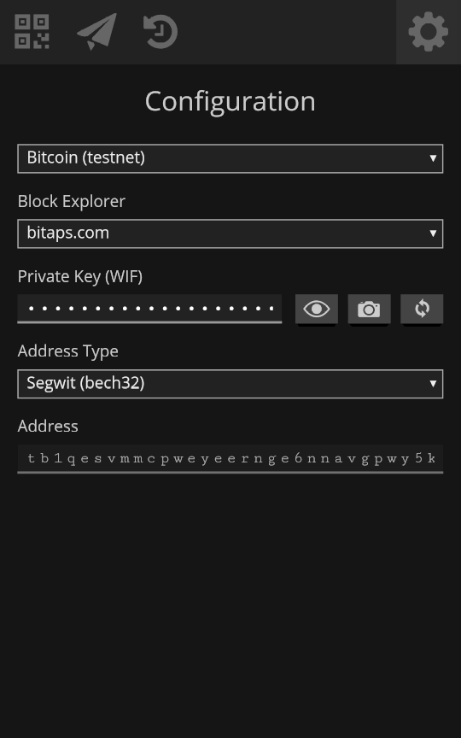 Configuration
Bitcoin (testnet)
Block Explorer
bitaps.com
Private Key (WIF)
Address Type
Segwit (bech32)
Address
tb1qesvmmcpweyeernge6nnavgpwy5k